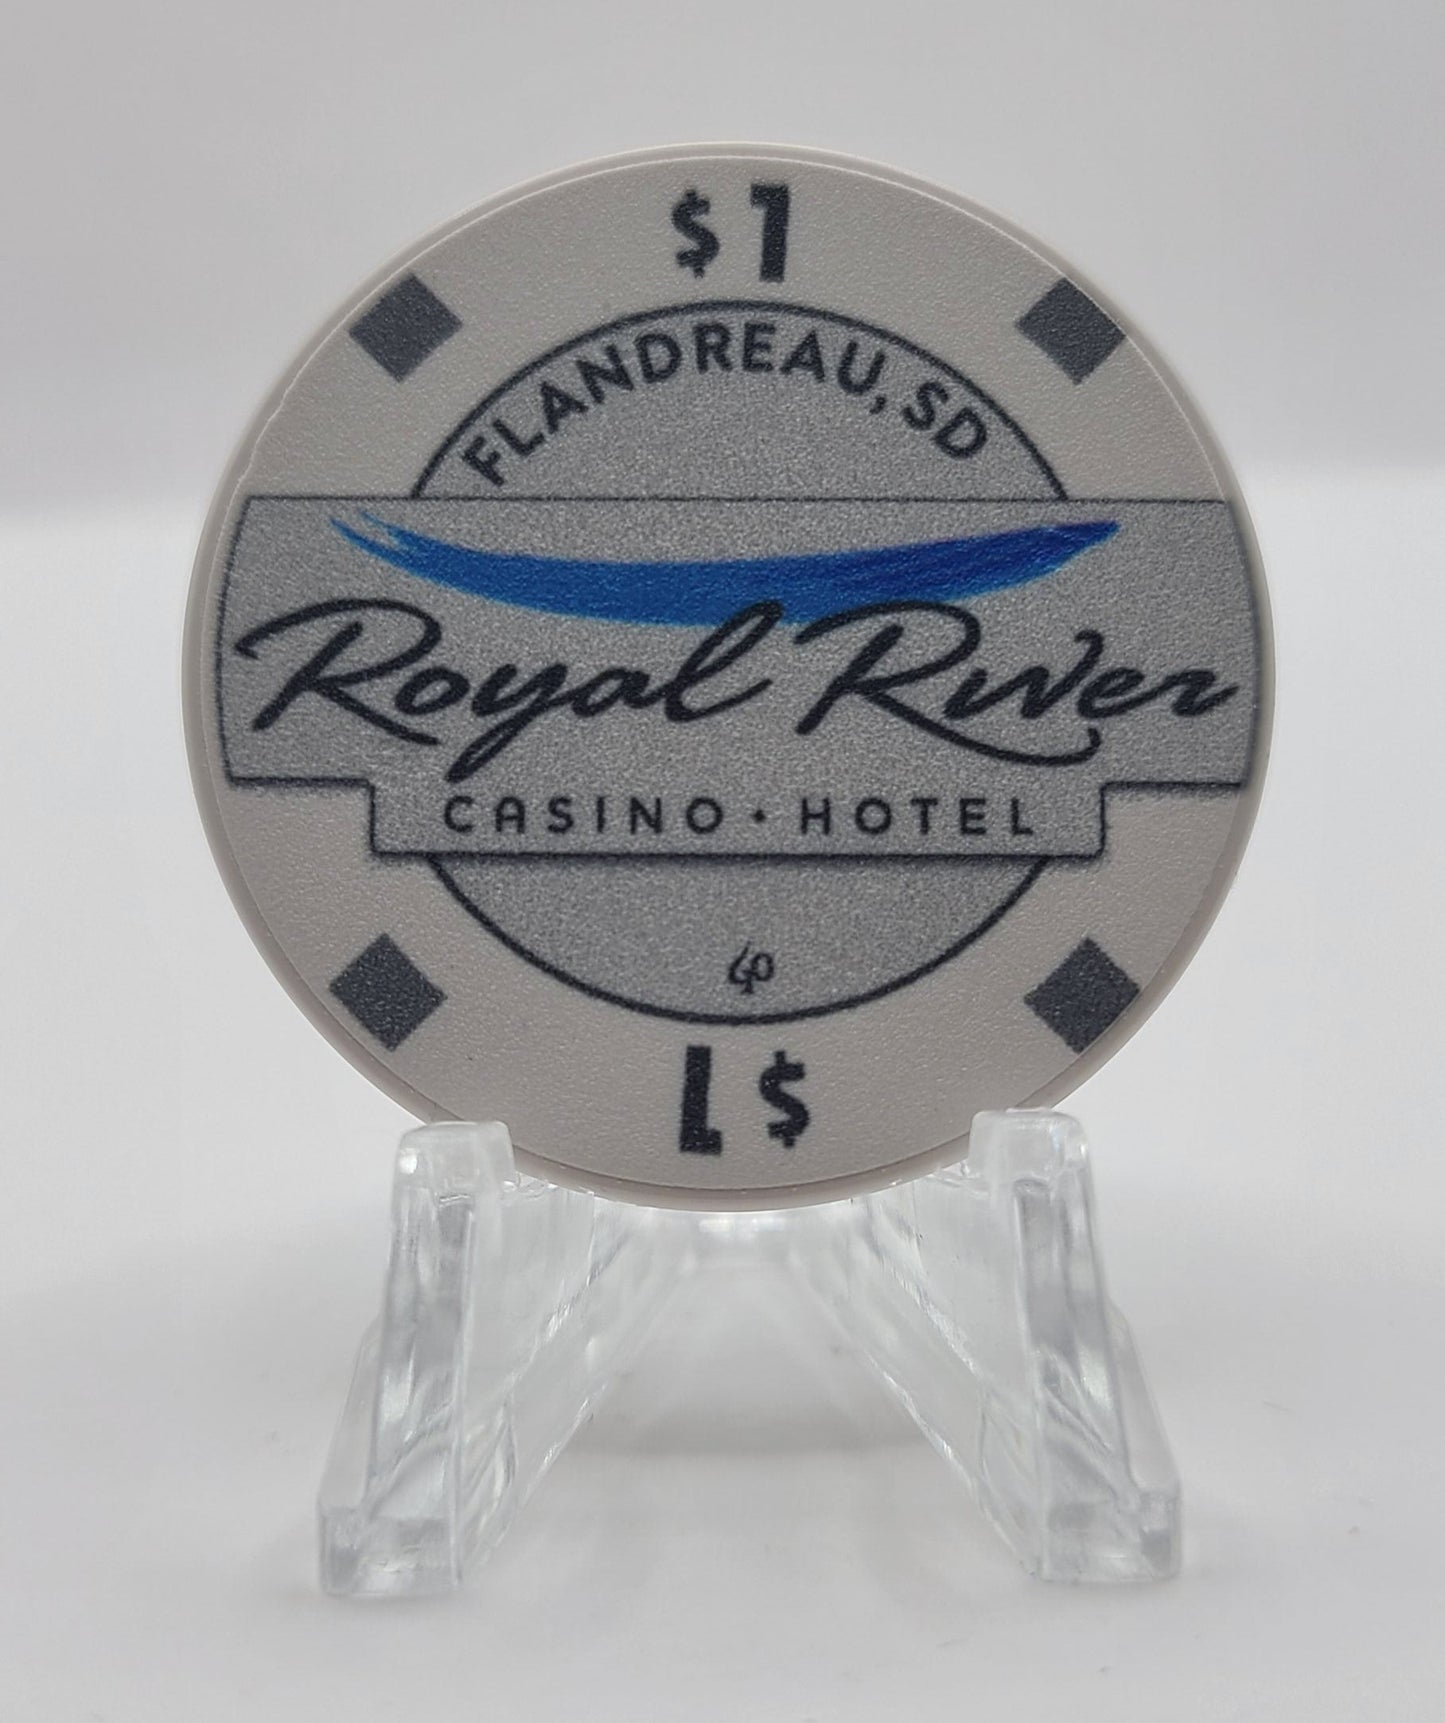 $1
FLANDREAU, SD
Royal River
CASINO • HOTEL
$1